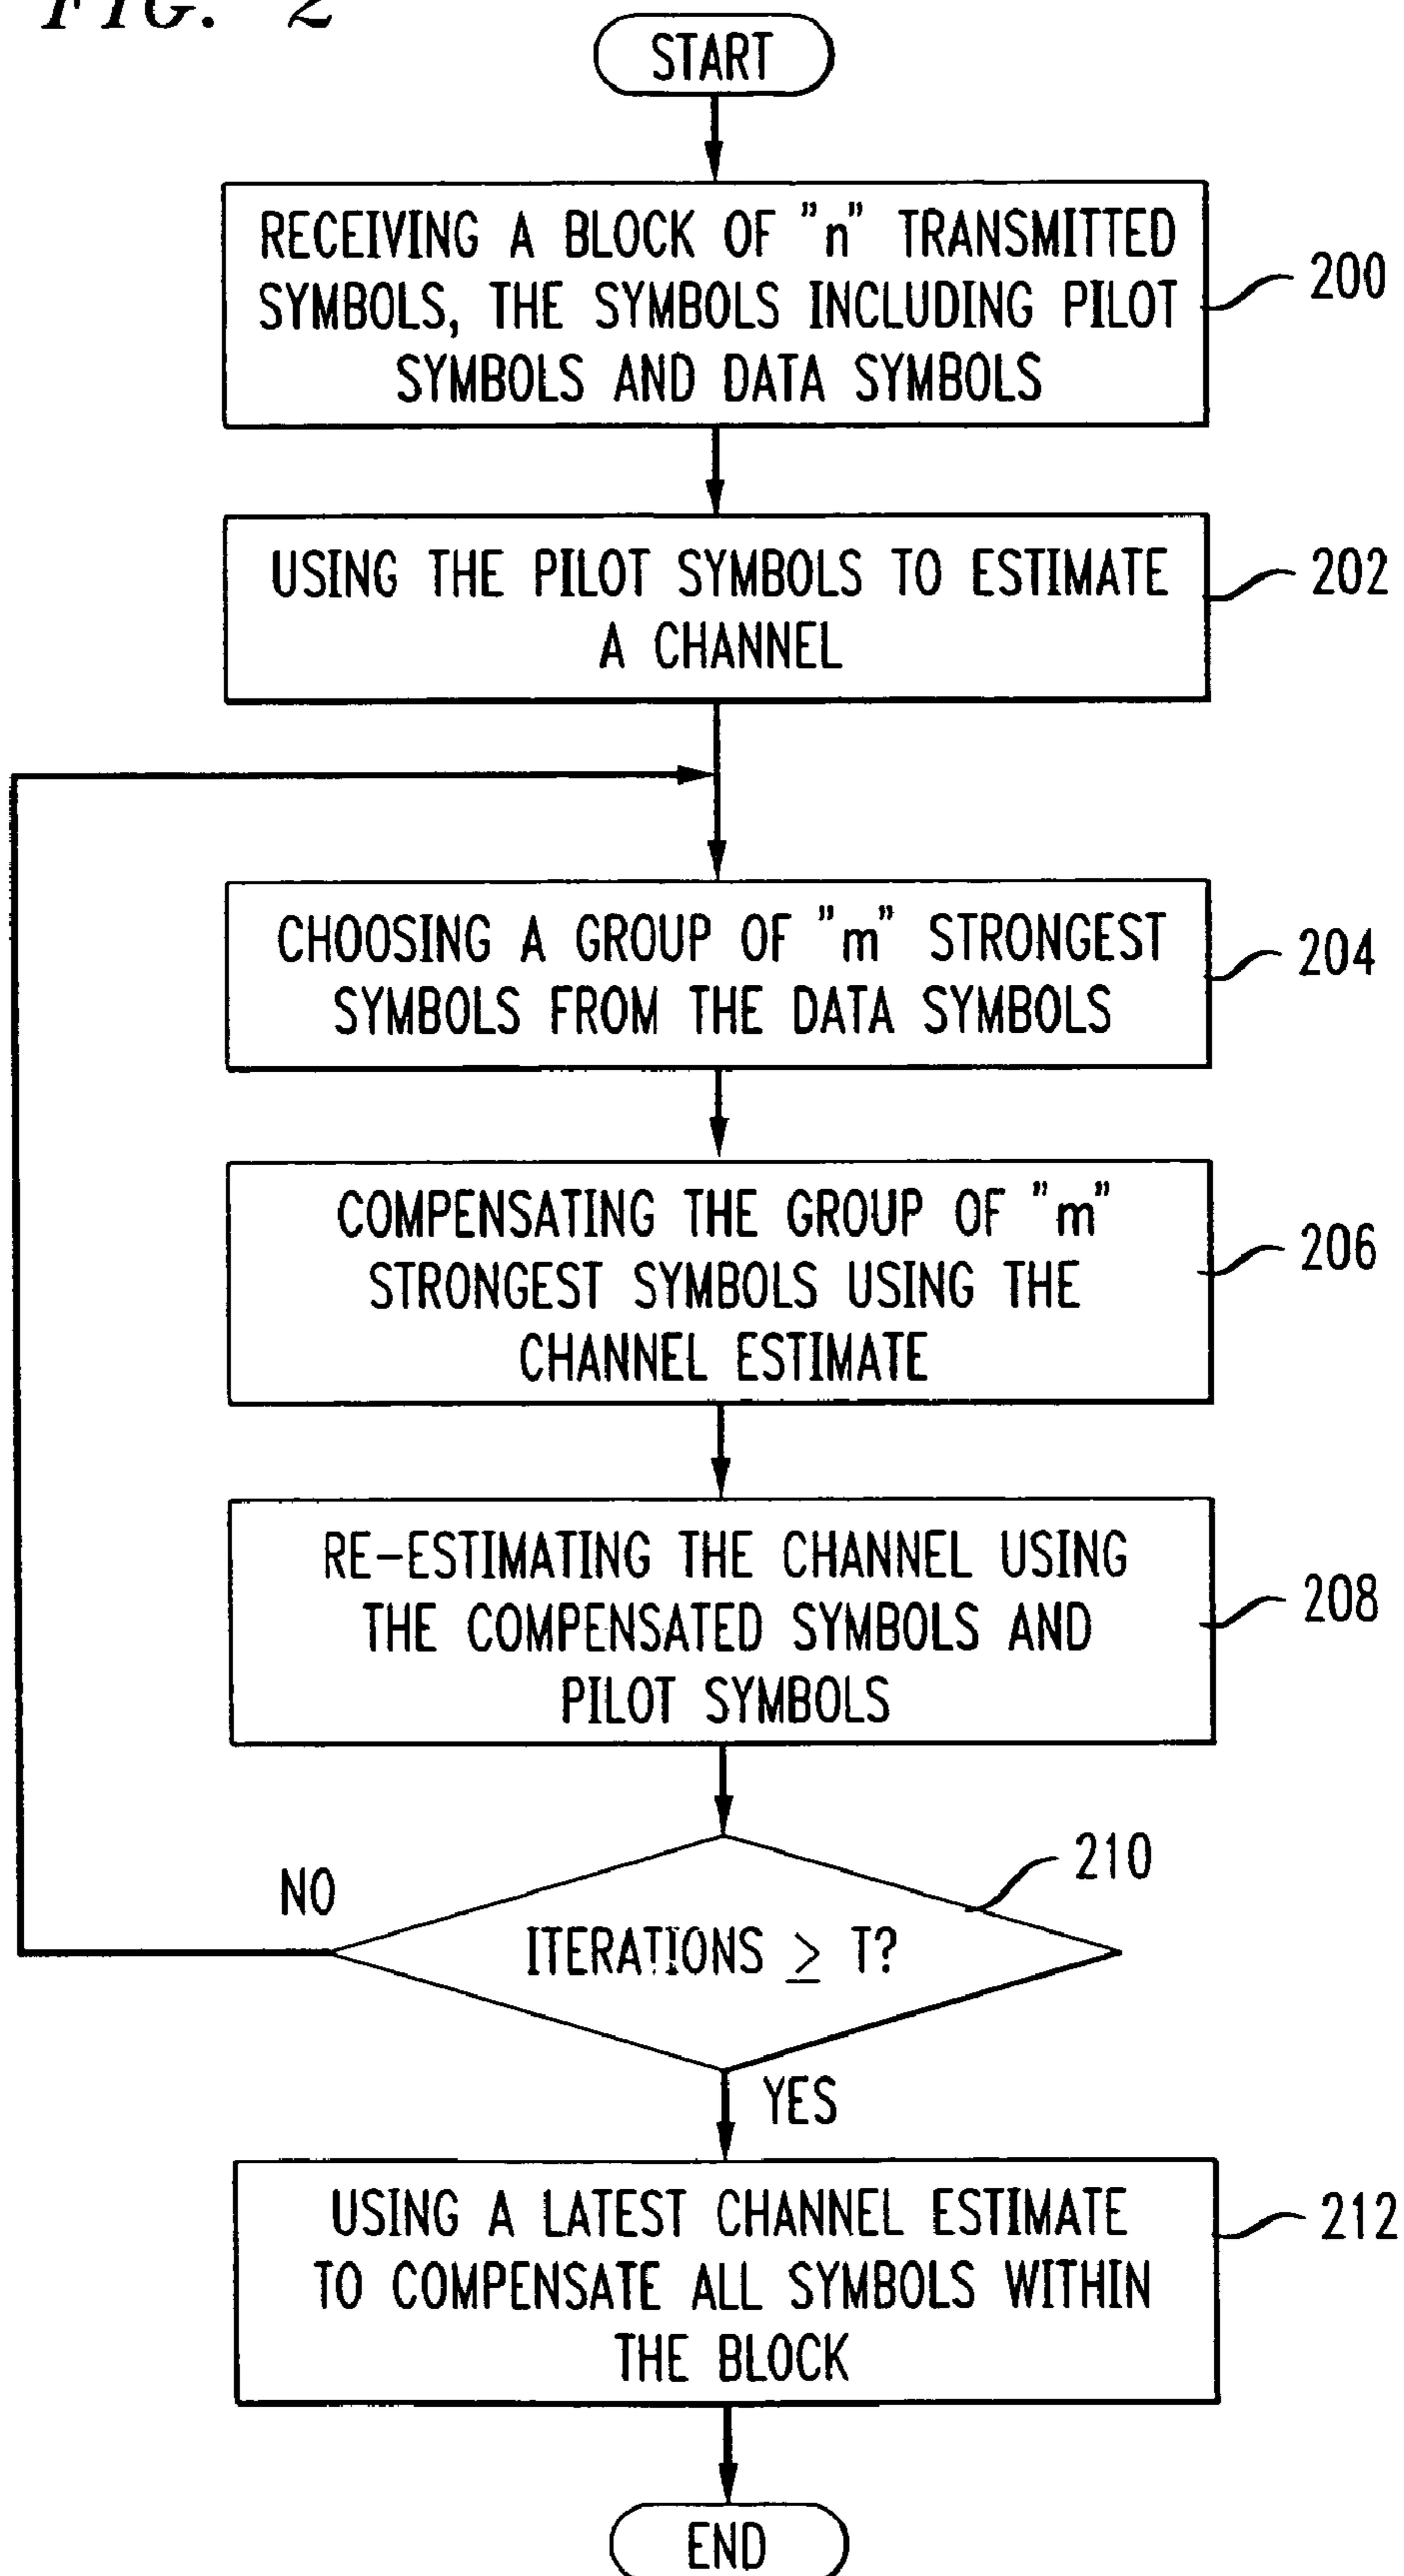 FIG. 2
START
RECEIVING A BLOCK OF "n" TRANSMITTED
SYMBOLS, THE SYMBOLS INCLUDING PILOT
SYMBOLS AND DATA SYMBOLS
200
USING THE PILOT SYMBOLS TO ESTIMATE
A CHANNEL
202
CHOOSING A GROUP OF "m" STRONGEST
SYMBOLS FROM THE DATA SYMBOLS
204
COMPENSATING THE GROUP OF "m"
STRONGEST SYMBOLS USING THE
CHANNEL ESTIMATE
206
RE-ESTIMATING THE CHANNEL USING
THE COMPENSATED SYMBOLS AND
PILOT SYMBOLS
208
210
NO
ITERATIONS ≥ T?
YES
USING A LATEST CHANNEL ESTIMATE
TO COMPENSATE ALL SYMBOLS WITHIN
THE BLOCK
212
END